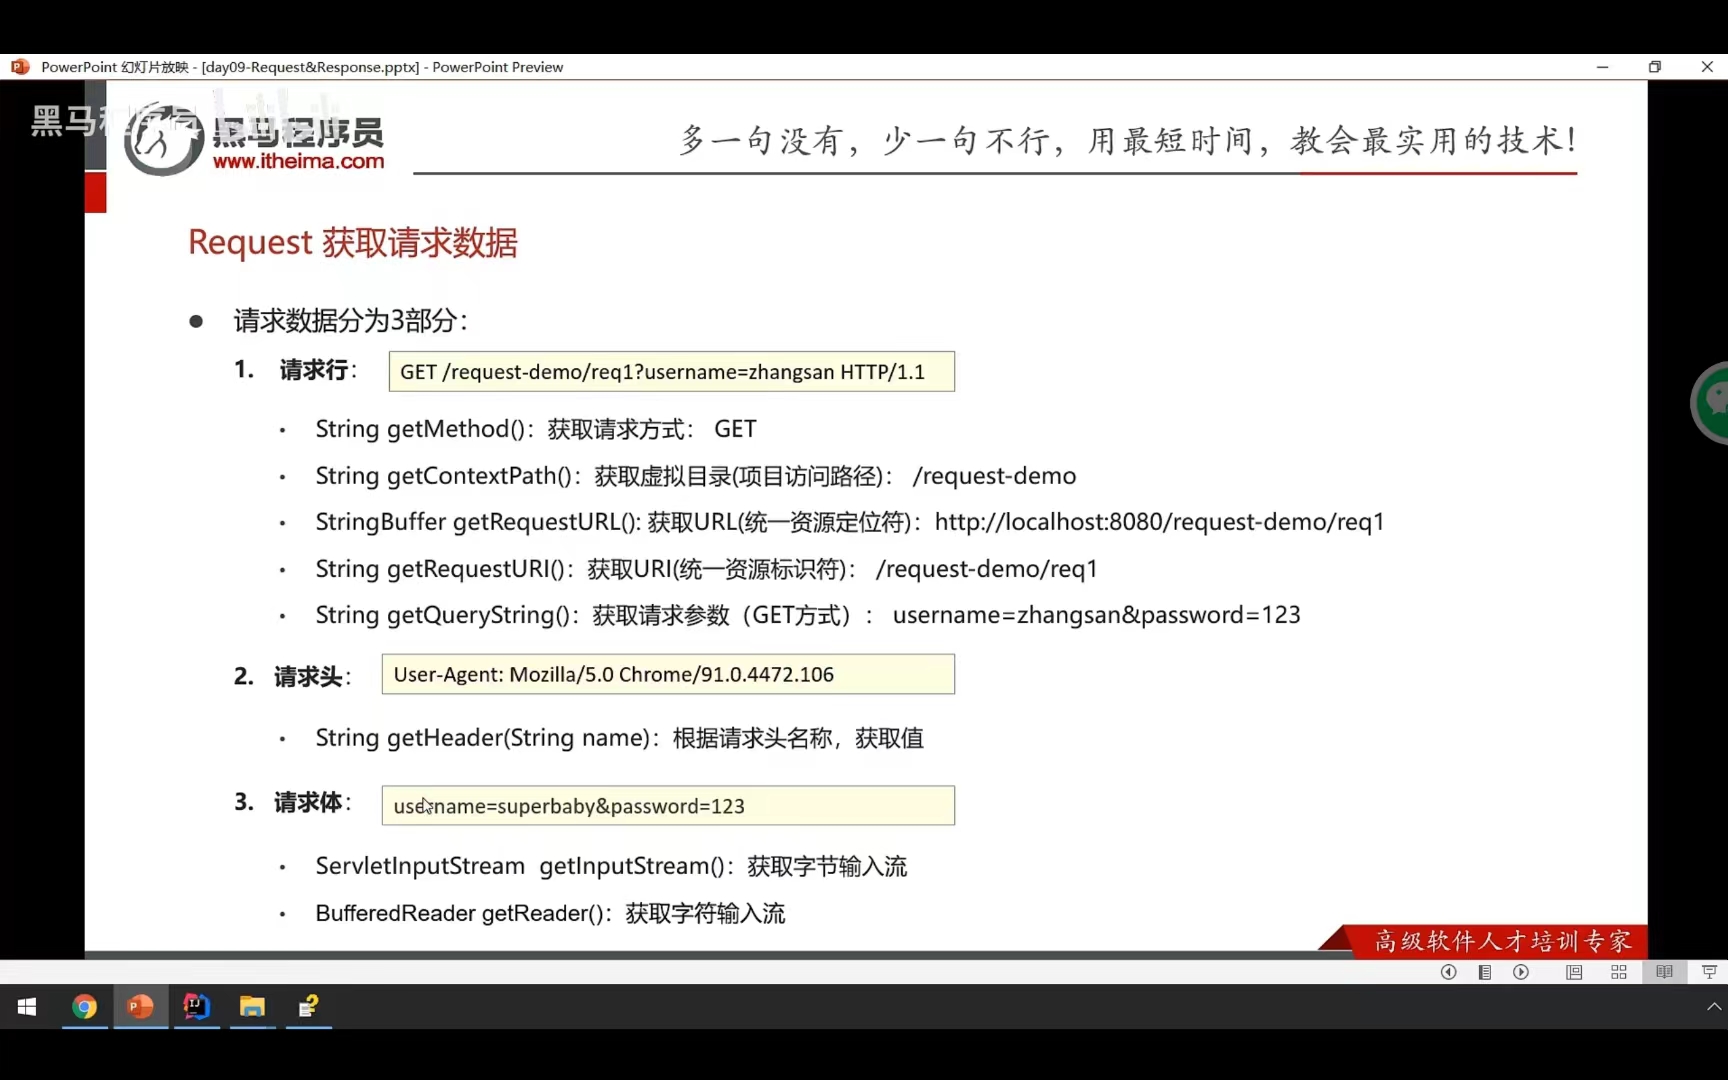 PowerPoint 幻灯片放映 - [day09-Request&Response.pptx] - PowerPoint Preview
黑马程序员
www.itheima.com
多一句没有，少一句不行，用最短时间，教会最实用的技术！
Request 获取请求数据
● 请求数据分为3部分：
1. 请求行： GET /request-demo/req1?username=zhangsan HTTP/1.1
• String getMethod()：获取请求方式： GET
• String getContextPath()：获取虚拟目录(项目访问路径)： /request-demo
• StringBuffer getRequestURL(): 获取URL(统一资源定位符)：http://localhost:8080/request-demo/req1
• String getRequestURI()：获取URI(统一资源标识符)： /request-demo/req1
• String getQueryString()：获取请求参数（GET方式）： username=zhangsan&password=123
2. 请求头： User-Agent: Mozilla/5.0 Chrome/91.0.4472.106
• String getHeader(String name)：根据请求头名称，获取值
3. 请求体： username=superbaby&password=123
• ServletInputStream getInputStream()：获取字节输入流
• BufferedReader getReader()：获取字符输入流
高级软件人才培训专家